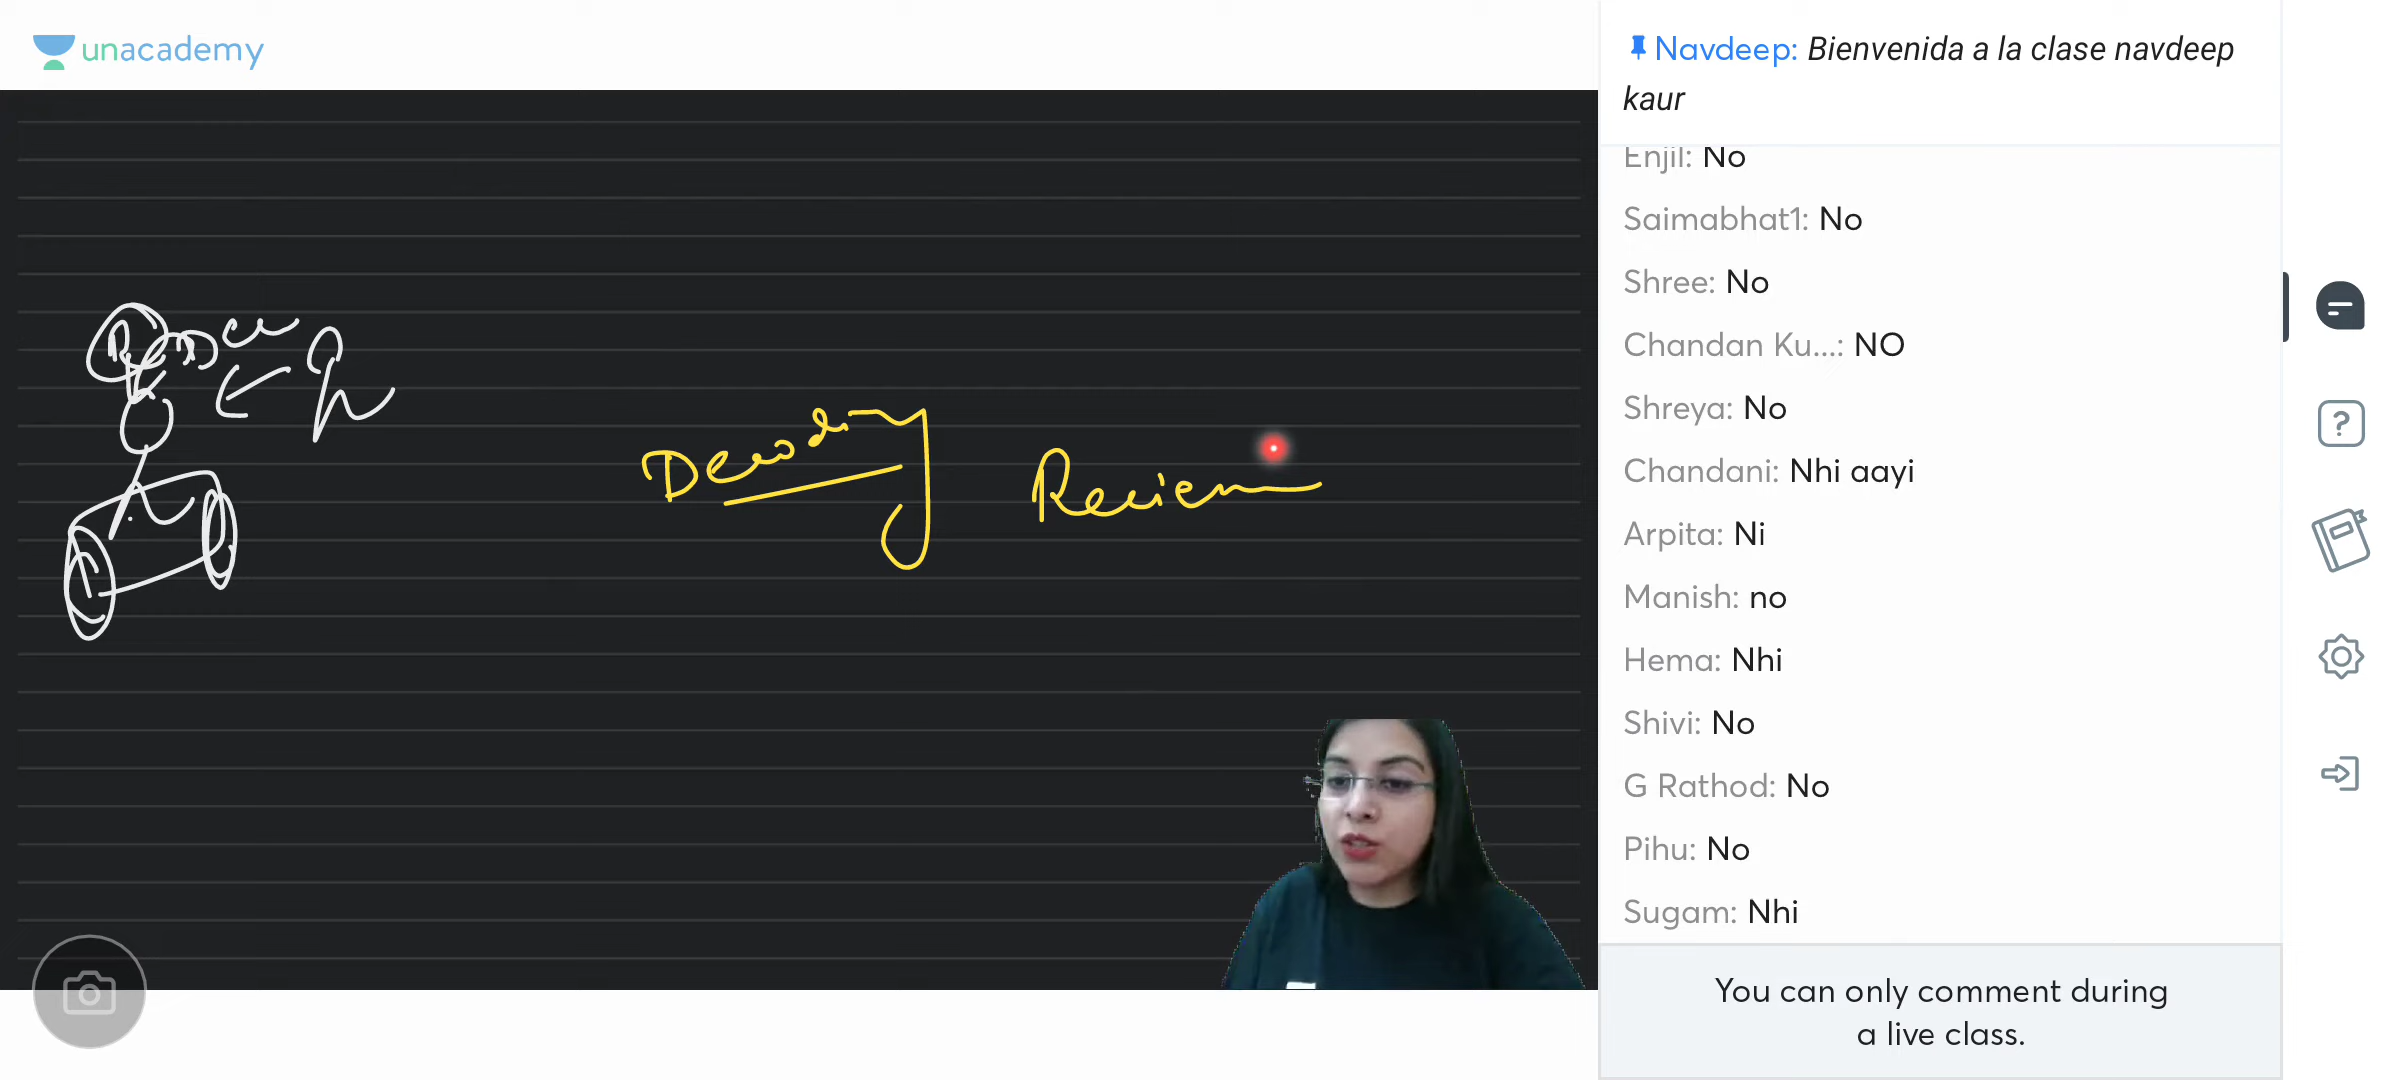 unacademy
Decoding
Navdeep: Bienvenida a la clase navdeep
kaur
Enjil: No
Saimabhat1: No
Shree: No
Chandan Ku...: NO
Shreya: No
Chandani: Nhi aayi
Arpita: Ni
Manish: no
Hema: Nhi
Shivi: No
G Rathod: No
Pihu: No
Sugam: Nhi
You can only comment during
a live class.